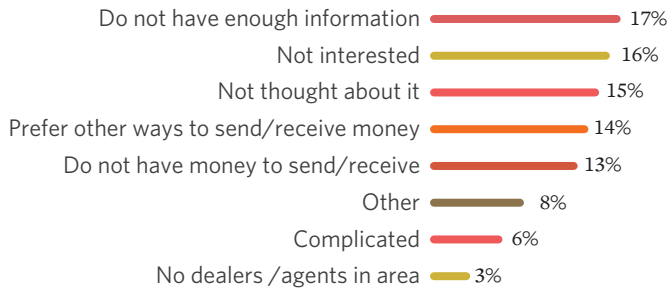 Do not have enough information 17%
Not interested 16%
Not thought about it 15%
Prefer other ways to send/receive money 14%
Do not have money to send/receive 13%
Other 8%
Complicated 6%
No dealers /agents in area 3%